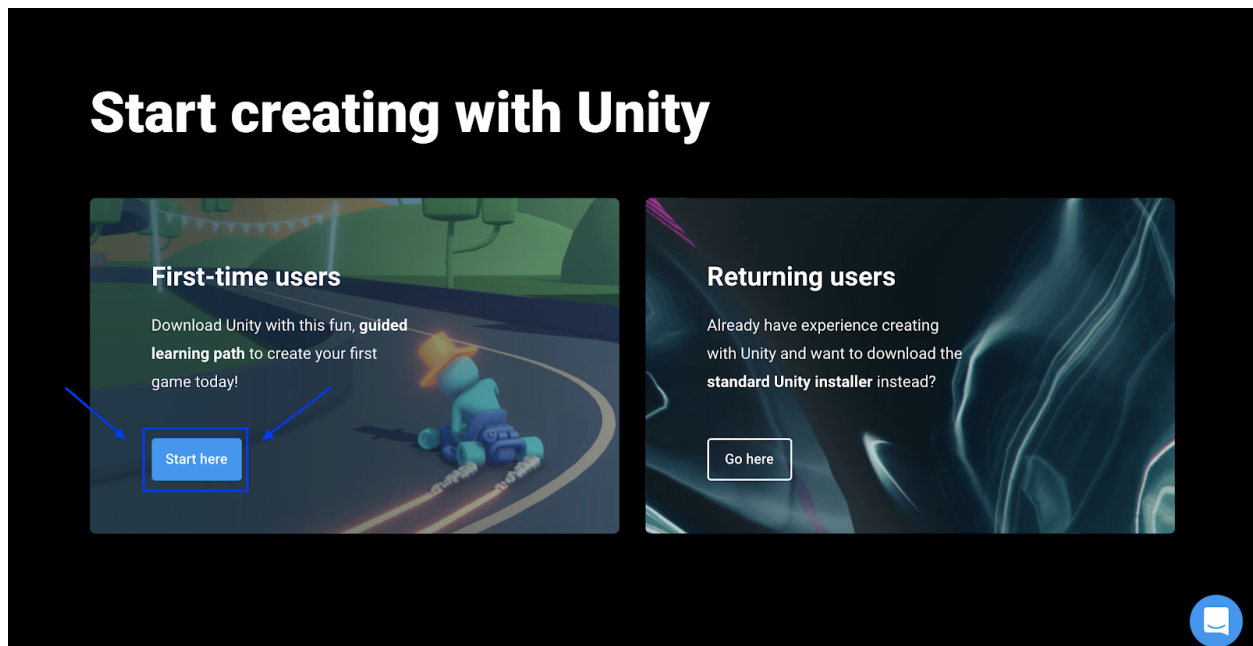 Start creating with Unity
First-time users
Download Unity with this fun, guided
learning path to create your first
game today!
Start here
Returning users
Already have experience creating
with Unity and want to download the
standard Unity installer instead?
Go here